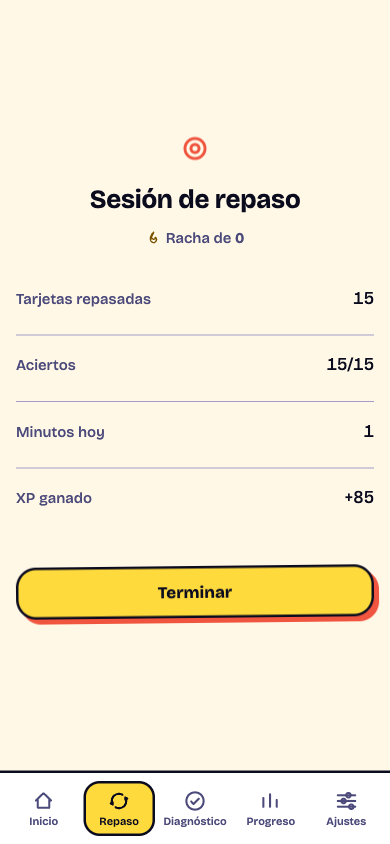 Sesión de repaso
Racha de 0
Tarjetas repasadas 15
Aciertos 15/15
Minutos hoy 1
XP ganado +85
Terminar
Inicio Repaso Diagnóstico Progreso Ajustes